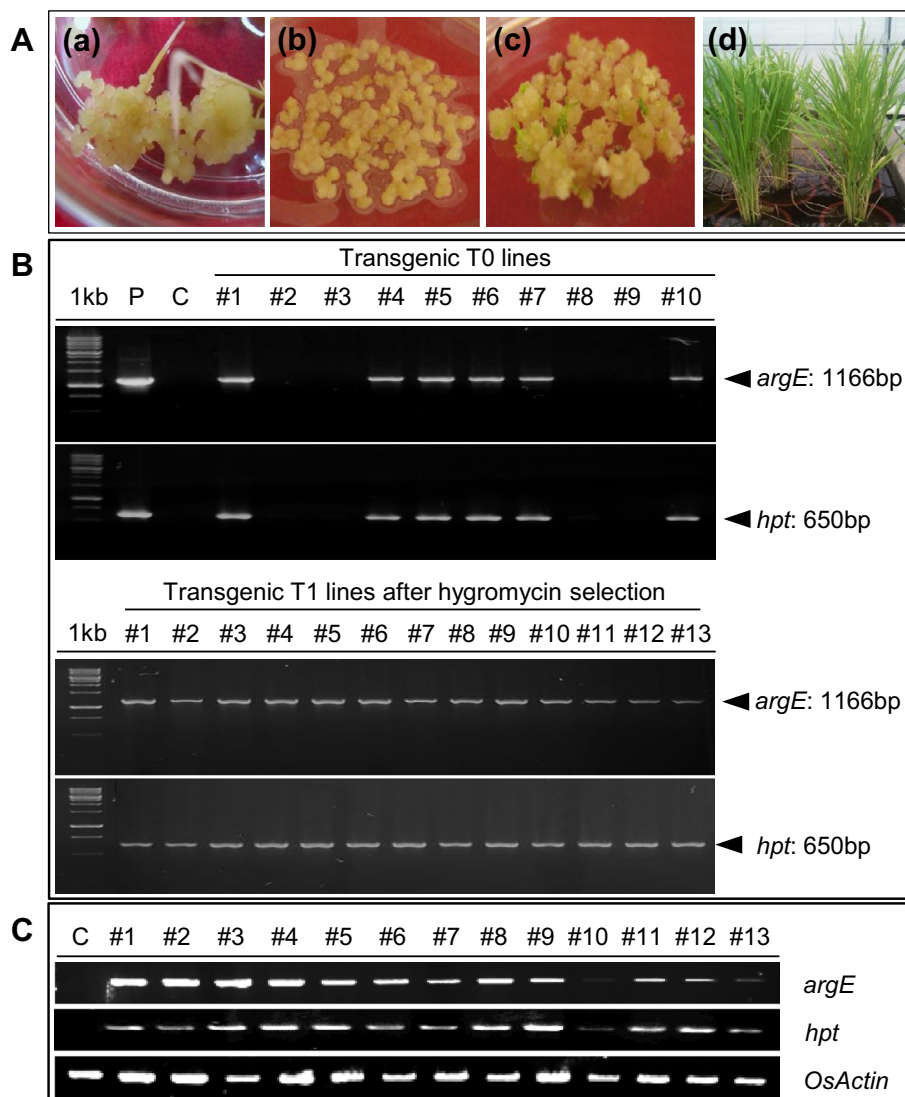 A (a) (b) (c) (d)
B
Transgenic T0 lines
1kb P C #1 #2 #3 #4 #5 #6 #7 #8 #9 #10
argE: 1166bp
hpt: 650bp
Transgenic T1 lines after hygromycin selection
1kb #1 #2 #3 #4 #5 #6 #7 #8 #9 #10 #11 #12 #13
argE: 1166bp
hpt: 650bp
C
C #1 #2 #3 #4 #5 #6 #7 #8 #9 #10 #11 #12 #13
argE
hpt
OsActin